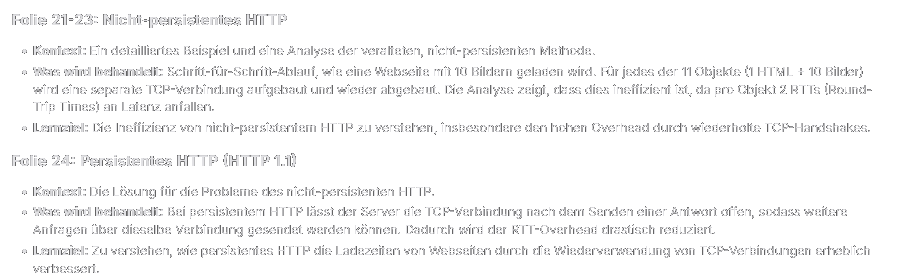 Folie 21-23: Nicht-persistentes HTTP
• Kontext: Ein detailliertes Beispiel und eine Analyse der veralteten, nicht-persistenten Methode.
• Was wird behandelt: Schritt-für-Schritt-Ablauf, wie eine Webseite mit 10 Bildern geladen wird. Für jedes der 11 Objekte (1 HTML + 10 Bilder)
wird eine separate TCP-Verbindung aufgebaut und wieder abgebaut. Die Analyse zeigt, dass dies ineffizient ist, da pro Objekt 2 RTTs (Round-
Trip Times) an Latenz anfallen.
• Lernziel: Die Ineffizienz von nicht-persistentem HTTP zu verstehen, insbesondere den hohen Overhead durch wiederholte TCP-Handshakes.
Folie 24: Persistentes HTTP (HTTP 1.1)
• Kontext: Die Lösung für die Probleme des nicht-persistenten HTTP.
• Was wird behandelt: Bei persistentem HTTP lässt der Server die TCP-Verbindung nach dem Senden einer Antwort offen, sodass weitere
Anfragen über dieselbe Verbindung gesendet werden können. Dadurch wird der RTT-Overhead drastisch reduziert.
• Lernziel: Zu verstehen, wie persistentes HTTP die Ladezeiten von Webseiten durch die Wiederverwendung von TCP-Verbindungen erheblich
verbessert.